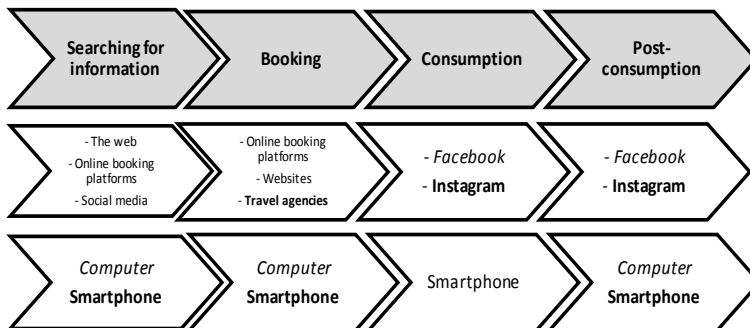 Searching for
information
Booking
Consumption
Post-
consumption
- The web
- Online booking
platforms
- Social media
- Online booking
platforms
- Websites
- Travel agencies
- Facebook
- Instagram
- Facebook
- Instagram
Computer
Smartphone
Computer
Smartphone
Smartphone
Computer
Smartphone